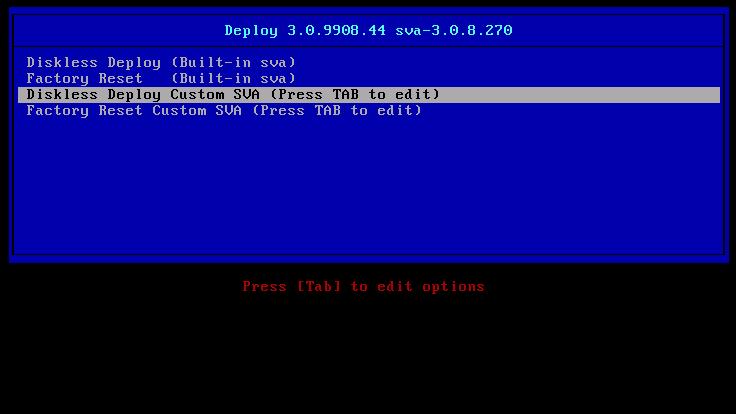 Deploy 3.0.9908.44 sva-3.0.8.270
Diskless Deploy (Built-in sva)
Factory Reset   (Built-in sva)
Diskless Deploy Custom SVA (Press TAB to edit)
Factory Reset Custom SVA (Press TAB to edit)
Press [Tab] to edit options